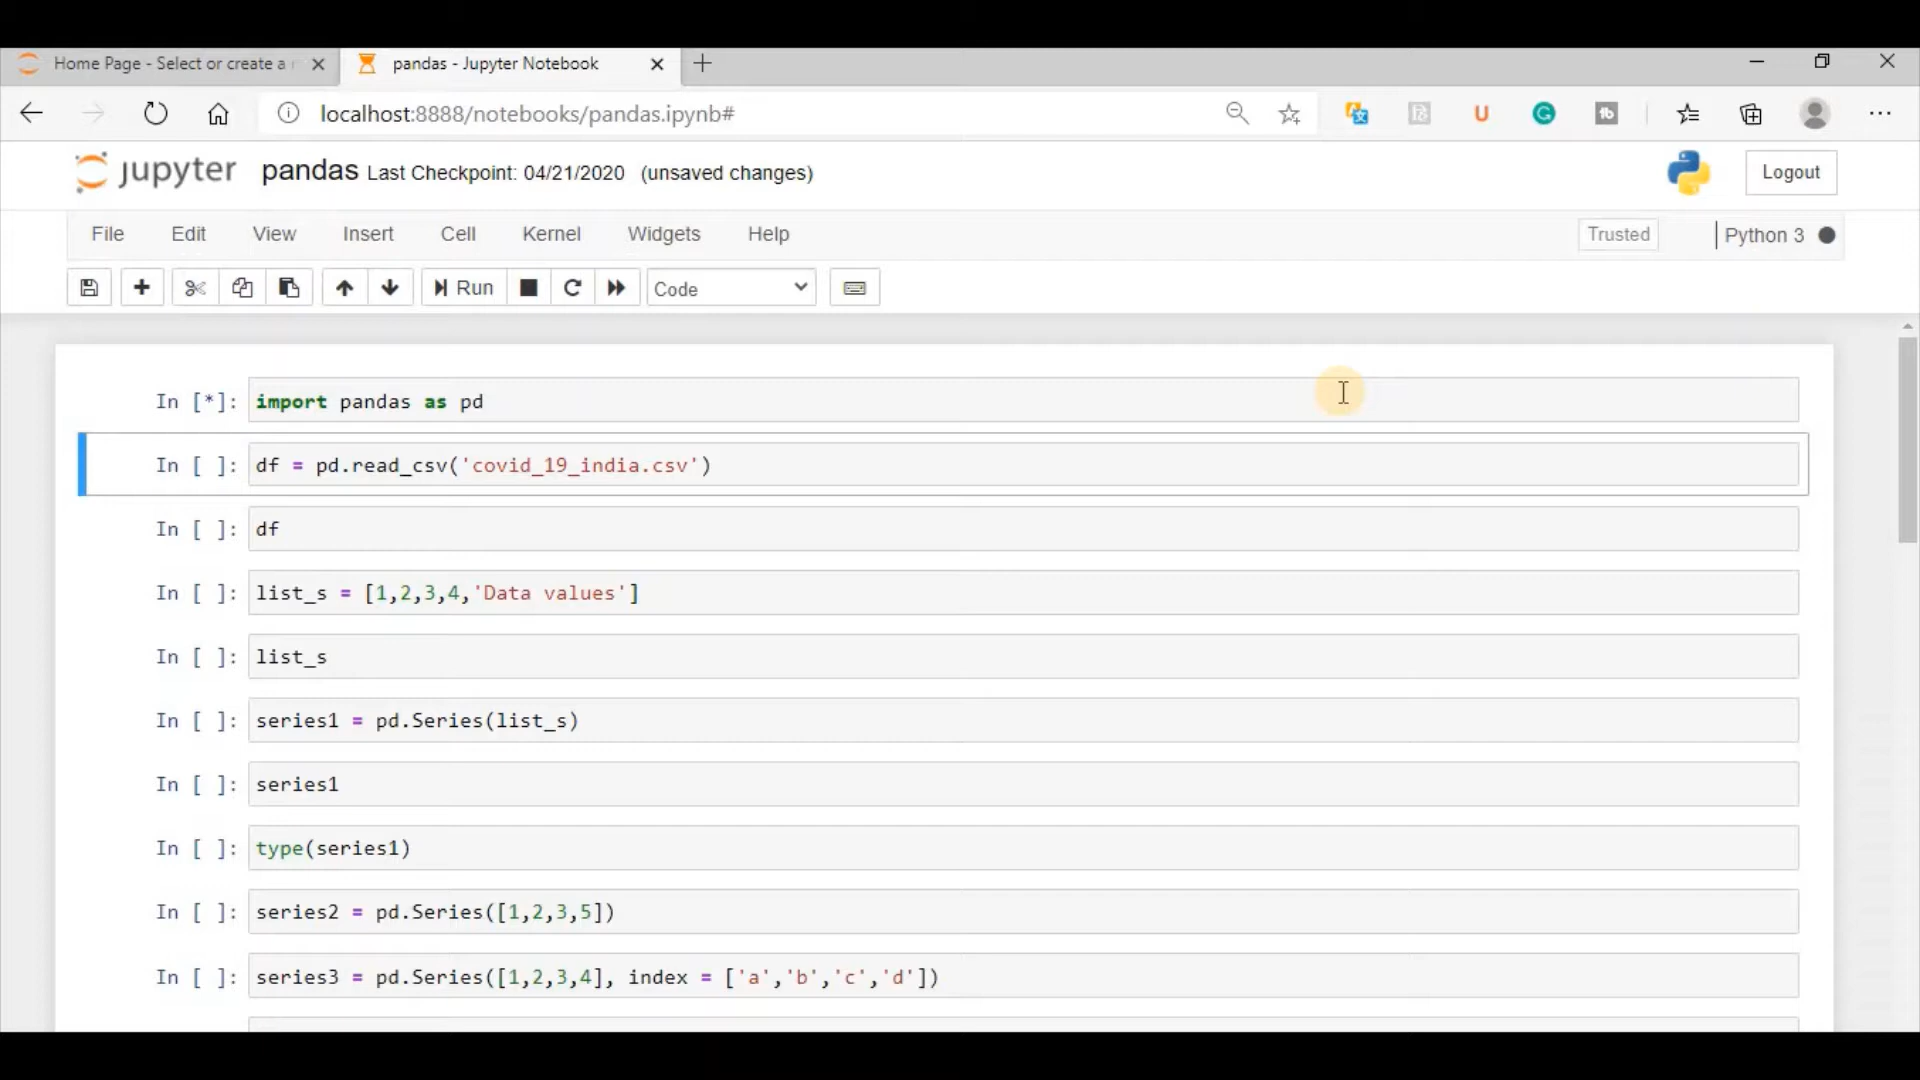 Home Page - Select or create a n
pandas - Jupyter Notebook
localhost:8888/notebooks/pandas.ipynb#
jupyter pandas Last Checkpoint: 04/21/2020 (unsaved changes)
Logout
File Edit View Insert Cell Kernel Widgets Help
Trusted
Python 3
Run
Code
In [*]: import pandas as pd
In [ ]: df = pd.read_csv('covid_19_india.csv')
In [ ]: df
In [ ]: list_s = [1,2,3,4,'Data values']
In [ ]: list_s
In [ ]: series1 = pd.Series(list_s)
In [ ]: series1
In [ ]: type(series1)
In [ ]: series2 = pd.Series([1,2,3,5])
In [ ]: series3 = pd.Series([1,2,3,4], index = ['a','b','c','d'])